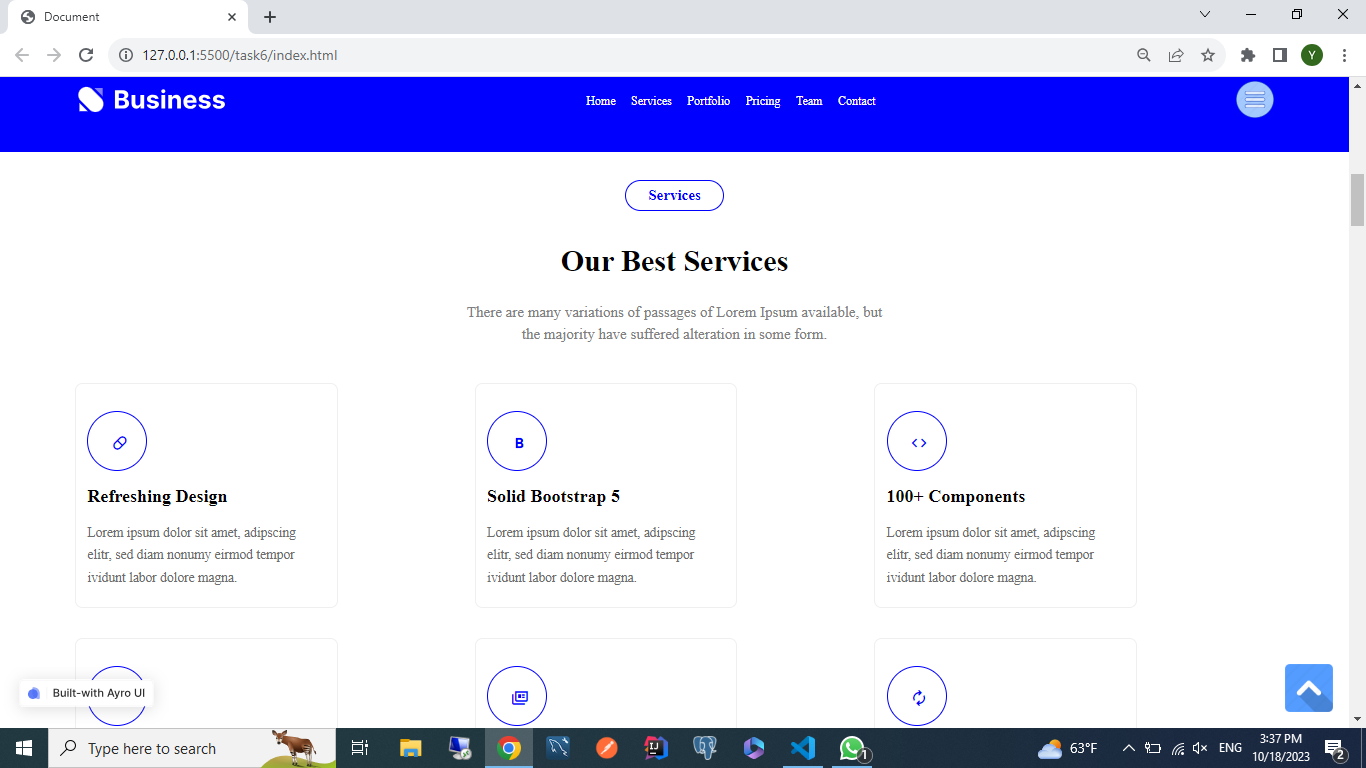 Document
127.0.0.1:5500/task6/index.html
Y
Business
Home Services Portfolio Pricing Team Contact
Services
Our Best Services
There are many variations of passages of Lorem Ipsum available, but
the majority have suffered alteration in some form.
B
Refreshing Design
Lorem ipsum dolor sit amet, adipscing
elitr, sed diam nonumy eirmod tempor
ividunt labor dolore magna.
Solid Bootstrap 5
Lorem ipsum dolor sit amet, adipscing
elitr, sed diam nonumy eirmod tempor
ividunt labor dolore magna.
100+ Components
Lorem ipsum dolor sit amet, adipscing
elitr, sed diam nonumy eirmod tempor
ividunt labor dolore magna.
Built-with Ayro UI
Type here to search
IJ
1
63°F
ENG
3:37 PM
10/18/2023
2